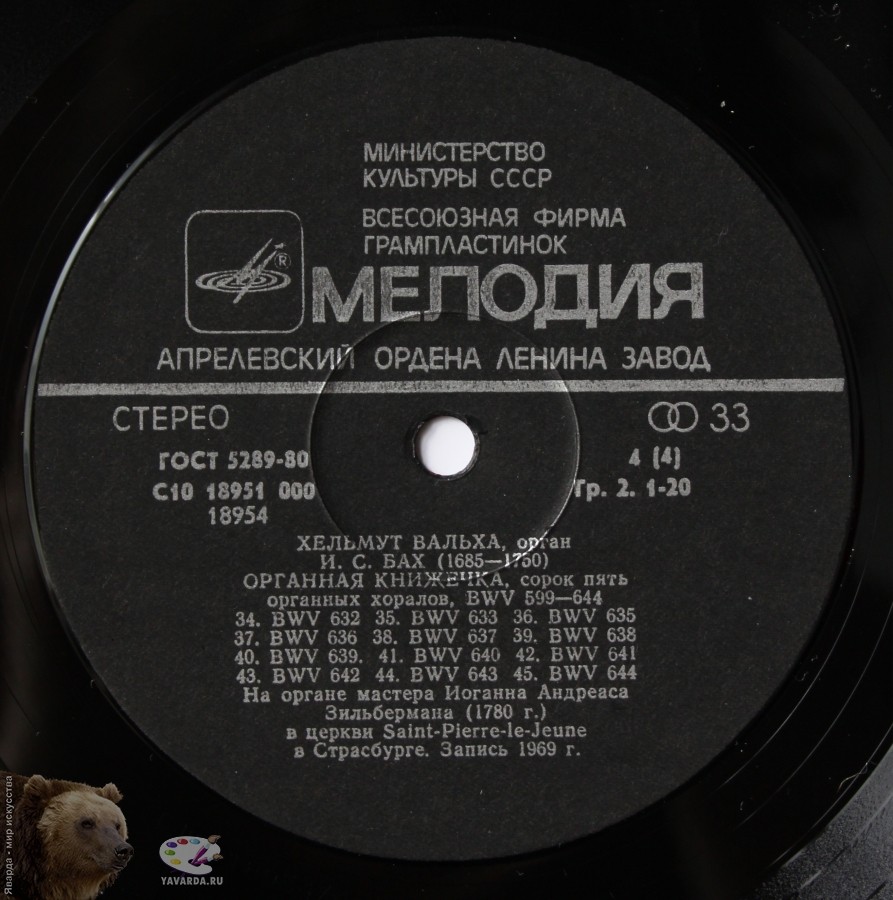 МИНИСТЕРСТВО
КУЛЬТУРЫ СССР
ВСЕСОЮЗНАЯ ФИРМА
ГРАМПЛАСТИНОК
®
МЕЛОДИЯ
АПРЕЛЕВСКИЙ ОРДЕНА ЛЕНИНА ЗАВОД
СТЕРЕО
33
ГОСТ 5289-80
4 (4)
С10 18951 000
Гр. 2. 1-20
18954
ХЕЛЬМУТ ВАЛЬХА, орган
И. С. БАХ (1685—1750)
ОРГАННАЯ КНИЖЕЧКА, сорок пять
органных хоралов, BWV 599—644
34. BWV 632 35. BWV 633 36. BWV 635
37. BWV 636 38. BWV 637 39. BWV 638
40. BWV 639. 41. BWV 640 42. BWV 641
43. BWV 642 44. BWV 643 45. BWV 644
На органе мастера Иоганна Андреаса
Зильбермана (1780 г.)
в церкви Saint-Pierre-le-Jeune
в Страсбурге. Запись 1969 г.
Яварда - мир искусства
YAVARDA.RU